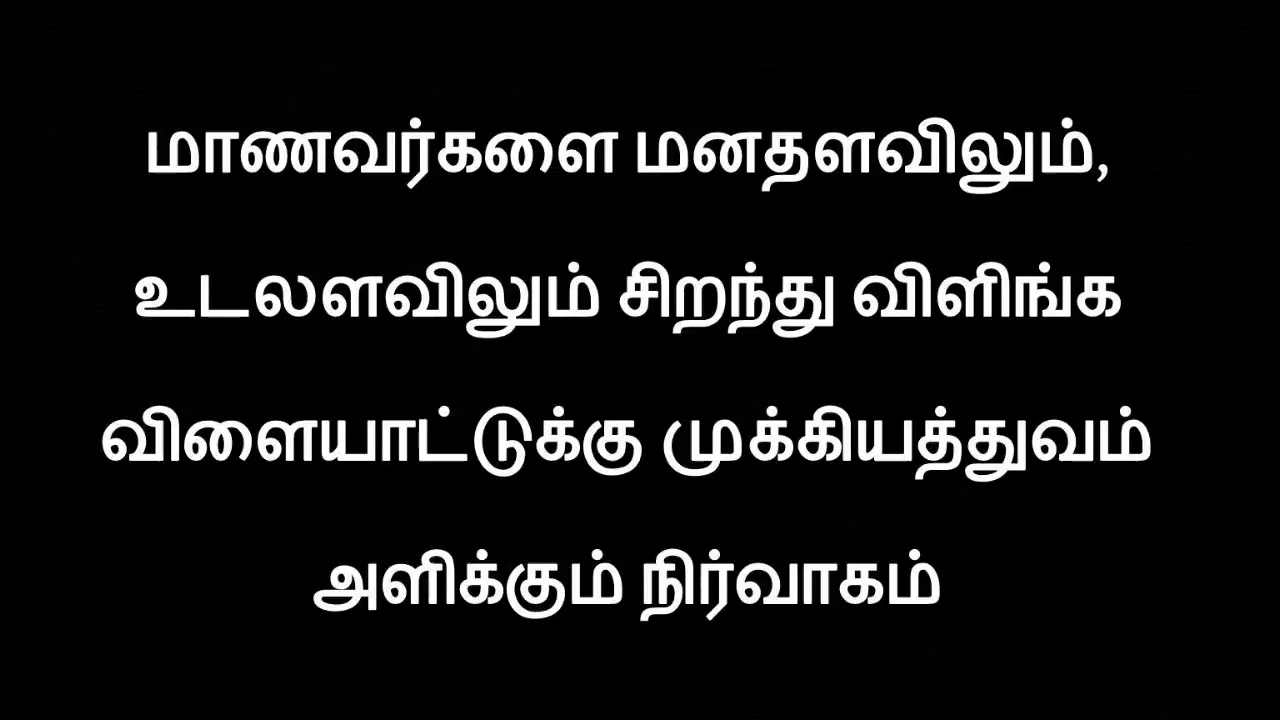 மாணவர்களை மனதளவிலும்,
உடலளவிலும் சிறந்து விளிங்க
விளையாட்டுக்கு முக்கியத்துவம்
அளிக்கும் நிர்வாகம்